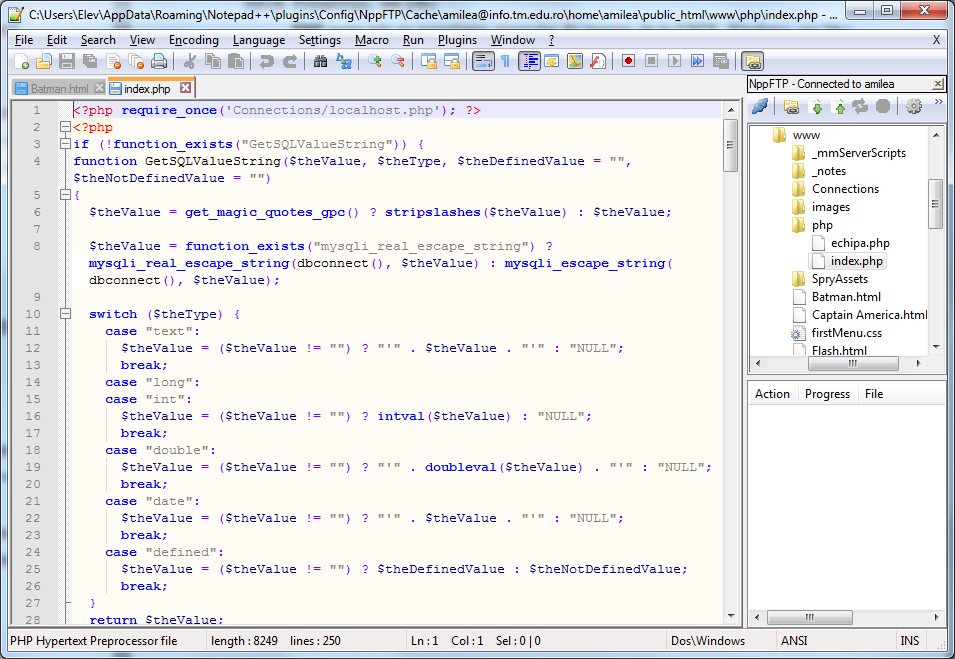 C:\Users\Elev\AppData\Roaming\Notepad++\plugins\Config\NppFTP\Cache\amilea@info.tm.edu.ro\home\amilea\public_html\www\php\index.php - ...
File Edit Search View Encoding Language Settings Macro Run Plugins Window ? X
Batman.html index.php
NppFTP - Connected to amilea
1 <?php require_once('Connections/localhost.php'); ?>
2 <?php
3 if (!function_exists("GetSQLValueString")) {
4 function GetSQLValueString($theValue, $theType, $theDefinedValue = "",
$theNotDefinedValue = "")
5 {
6 $theValue = get_magic_quotes_gpc() ? stripslashes($theValue) : $theValue;
7
8 $theValue = function_exists("mysqli_real_escape_string") ?
mysqli_real_escape_string(dbconnect(), $theValue) : mysqli_escape_string(
dbconnect(), $theValue);
9
10 switch ($theType) {
11 case "text":
12 $theValue = ($theValue != "") ? "'" . $theValue . "'" : "NULL";
13 break;
14 case "long":
15 case "int":
16 $theValue = ($theValue != "") ? intval($theValue) : "NULL";
17 break;
18 case "double":
19 $theValue = ($theValue != "") ? "'" . doubleval($theValue) . "'" : "NULL";
20 break;
21 case "date":
22 $theValue = ($theValue != "") ? "'" . $theValue . "'" : "NULL";
23 break;
24 case "defined":
25 $theValue = ($theValue != "") ? $theDefinedValue : $theNotDefinedValue;
26 break;
27 }
28 return $theValue;
www
_mmServerScripts
_notes
Connections
images
php
echipa.php
index.php
SpryAssets
Batman.html
Captain America.html
firstMenu.css
Flash.html
Action Progress File
PHP Hypertext Preprocessor file length : 8249 lines : 250 Ln : 1 Col : 1 Sel : 0 | 0 Dos\Windows ANSI INS